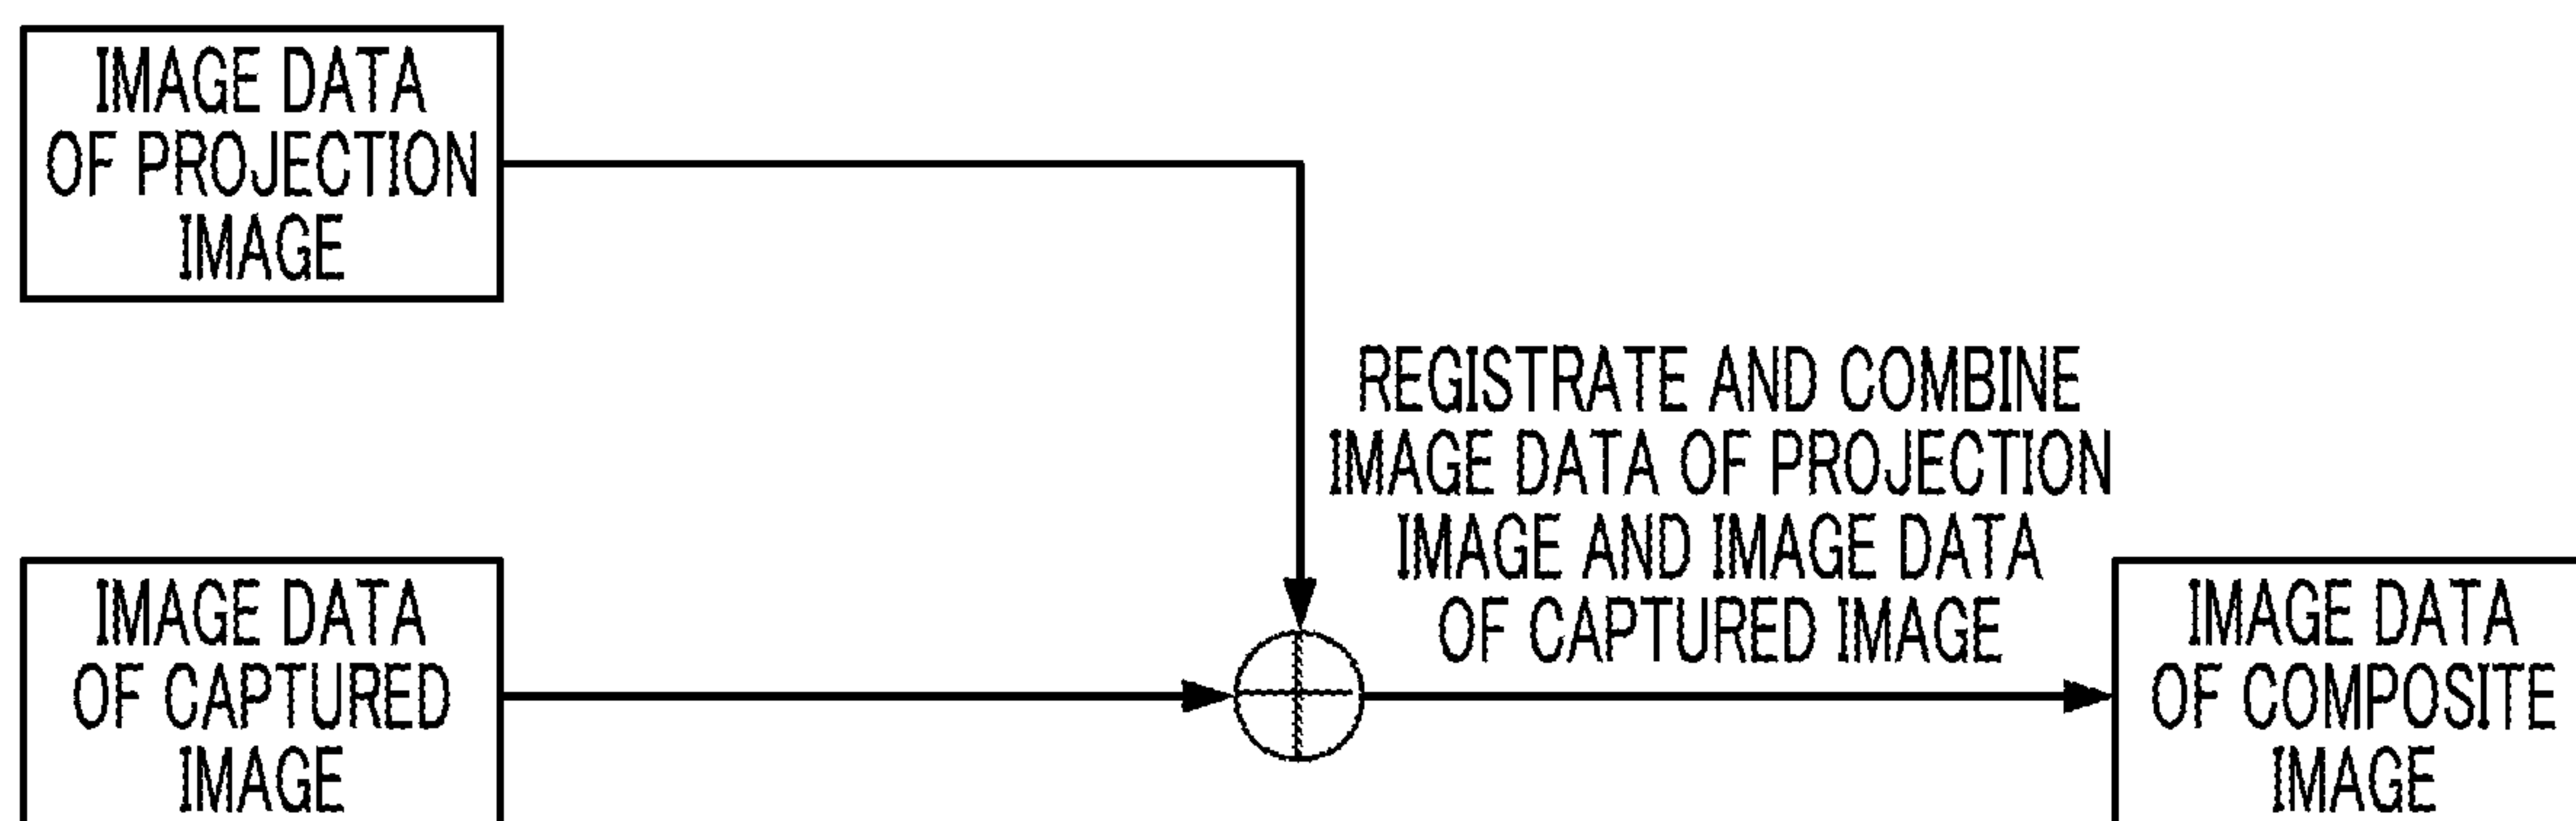 IMAGE DATA
OF PROJECTION
IMAGE
REGISTRATE AND COMBINE
IMAGE DATA OF PROJECTION
IMAGE AND IMAGE DATA
OF CAPTURED IMAGE
IMAGE DATA
OF CAPTURED
IMAGE
IMAGE DATA
OF COMPOSITE
IMAGE